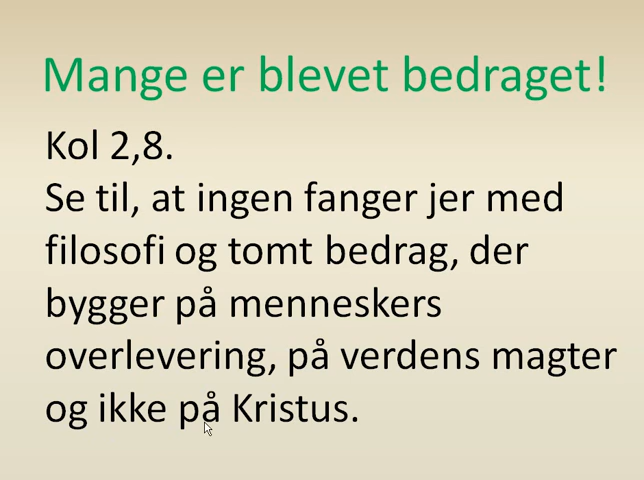 Mange er blevet bedraget!
Kol 2,8.
Se til, at ingen fanger jer med
filosofi og tomt bedrag, der
bygger på menneskers
overlevering, på verdens magter
og ikke på Kristus.